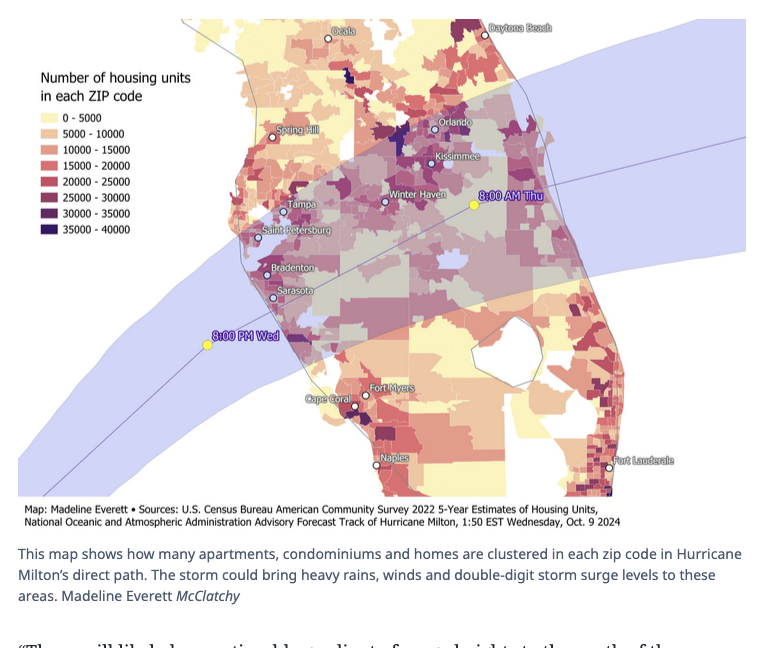 Ocala
Daytona Beach
Number of housing units
in each ZIP code
0 - 5000
5000 - 10000
10000 - 15000
15000 - 20000
20000 - 25000
25000 - 30000
30000 - 35000
35000 - 40000
Orlando
Spring Hill
Kissimmee
Winter Haven
8:00 AM Thu
Tampa
Saint Petersburg
Bradenton
Sarasota
8:00 PM Wed
Fort Myers
Cape Coral
Naples
Fort Lauderdale
Map: Madeline Everett • Sources: U.S. Census Bureau American Community Survey 2022 5-Year Estimates of Housing Units,
National Oceanic and Atmospheric Administration Advisory Forecast Track of Hurricane Milton, 1:50 EST Wednesday, Oct. 9 2024
This map shows how many apartments, condominiums and homes are clustered in each zip code in Hurricane
Milton’s direct path. The storm could bring heavy rains, winds and double-digit storm surge levels to these
areas. Madeline Everett McClatchy